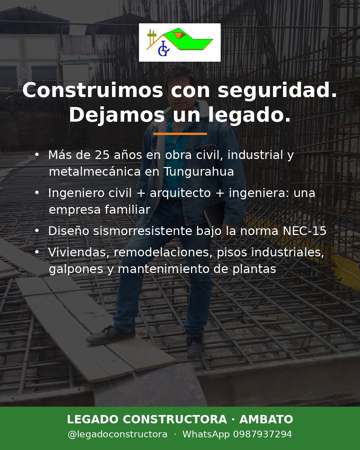 Construimos con seguridad.
Dejamos un legado.
• Más de 25 años en obra civil, industrial y
metalmecánica en Tungurahua
• Ingeniero civil + arquitecto + ingeniera: una
empresa familiar
• Diseño sismorresistente bajo la norma NEC-15
• Viviendas, remodelaciones, pisos industriales,
galpones y mantenimiento de plantas
LEGADO CONSTRUCTORA · AMBATO
@legadoconstructora · WhatsApp 0987937294